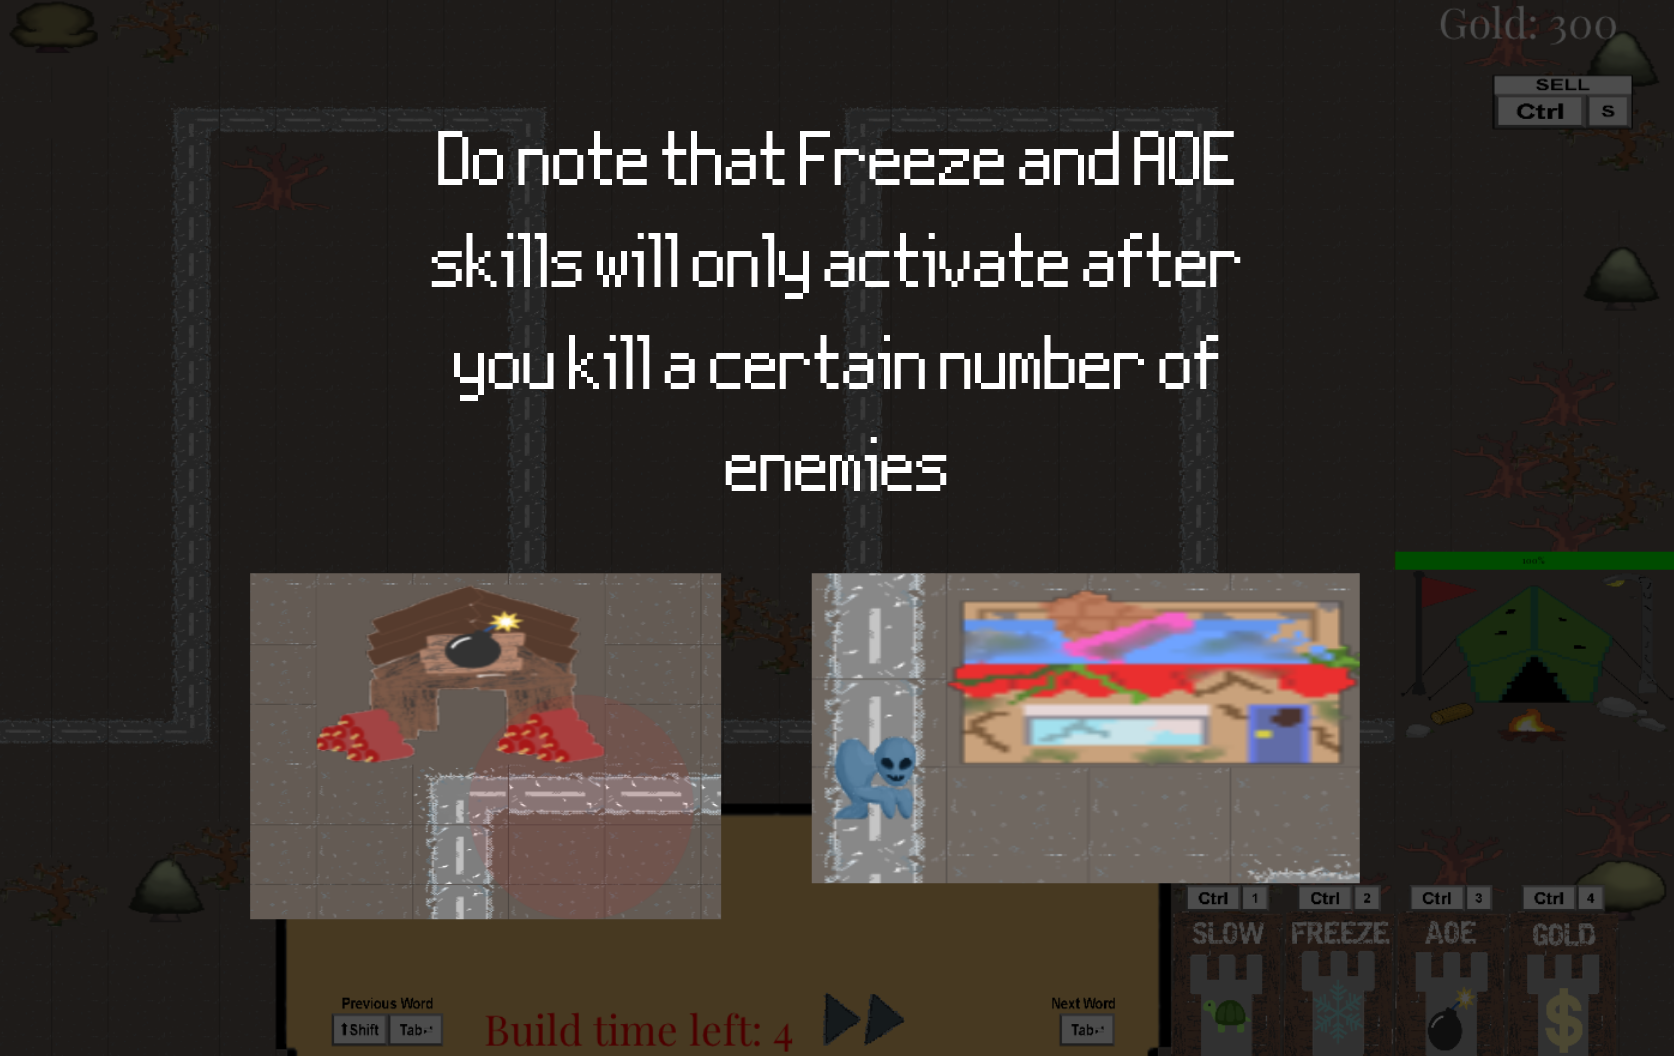 Gold: 300
SELL
Ctrl S
Do note that Freeze and AOE
skills will only activate after
you kill a certain number of
enemies
100%
Ctrl 1 Ctrl 2 Ctrl 3 Ctrl 4
SLOW FREEZE AOE GOLD
Previous Word
⇧Shift Tab
Build time left: 4
Next Word
Tab